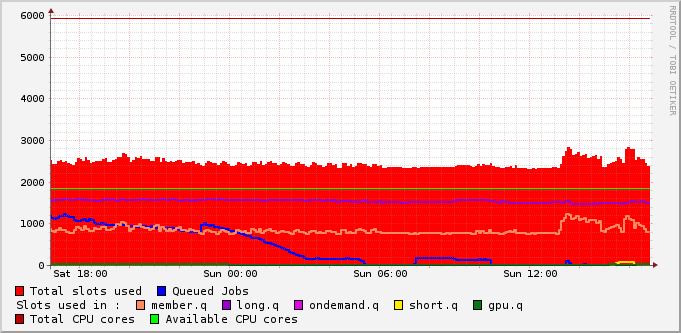 6000
5000
4000
3000
2000
1000
0
Sat 18:00 Sun 00:00 Sun 06:00 Sun 12:00
RRDTOOL / TOBI OETIKER
Total slots used Queued Jobs
Slots used in : member.q long.q ondemand.q short.q gpu.q
Total CPU cores Available CPU cores